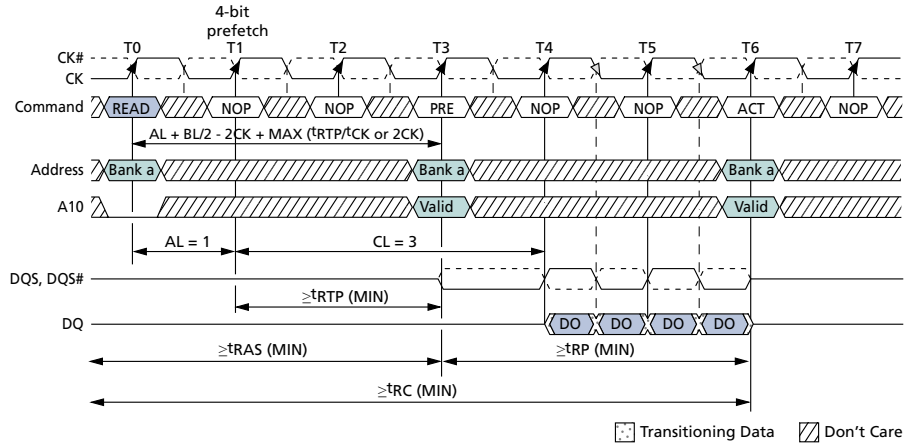 4-bit
prefetch
T0 T1 T2 T3 T4 T5 T6 T7
CK#
CK
Command READ NOP NOP PRE NOP NOP ACT NOP
AL + BL/2 - 2CK + MAX (tRTP/tCK or 2CK)
Address Bank a Bank a Bank a
A10 Valid Valid
AL = 1 CL = 3
DQS, DQS#
≥tRTP (MIN)
DQ DO DO DO DO
≥tRAS (MIN) ≥tRP (MIN)
≥tRC (MIN)
Transitioning Data Don't Care